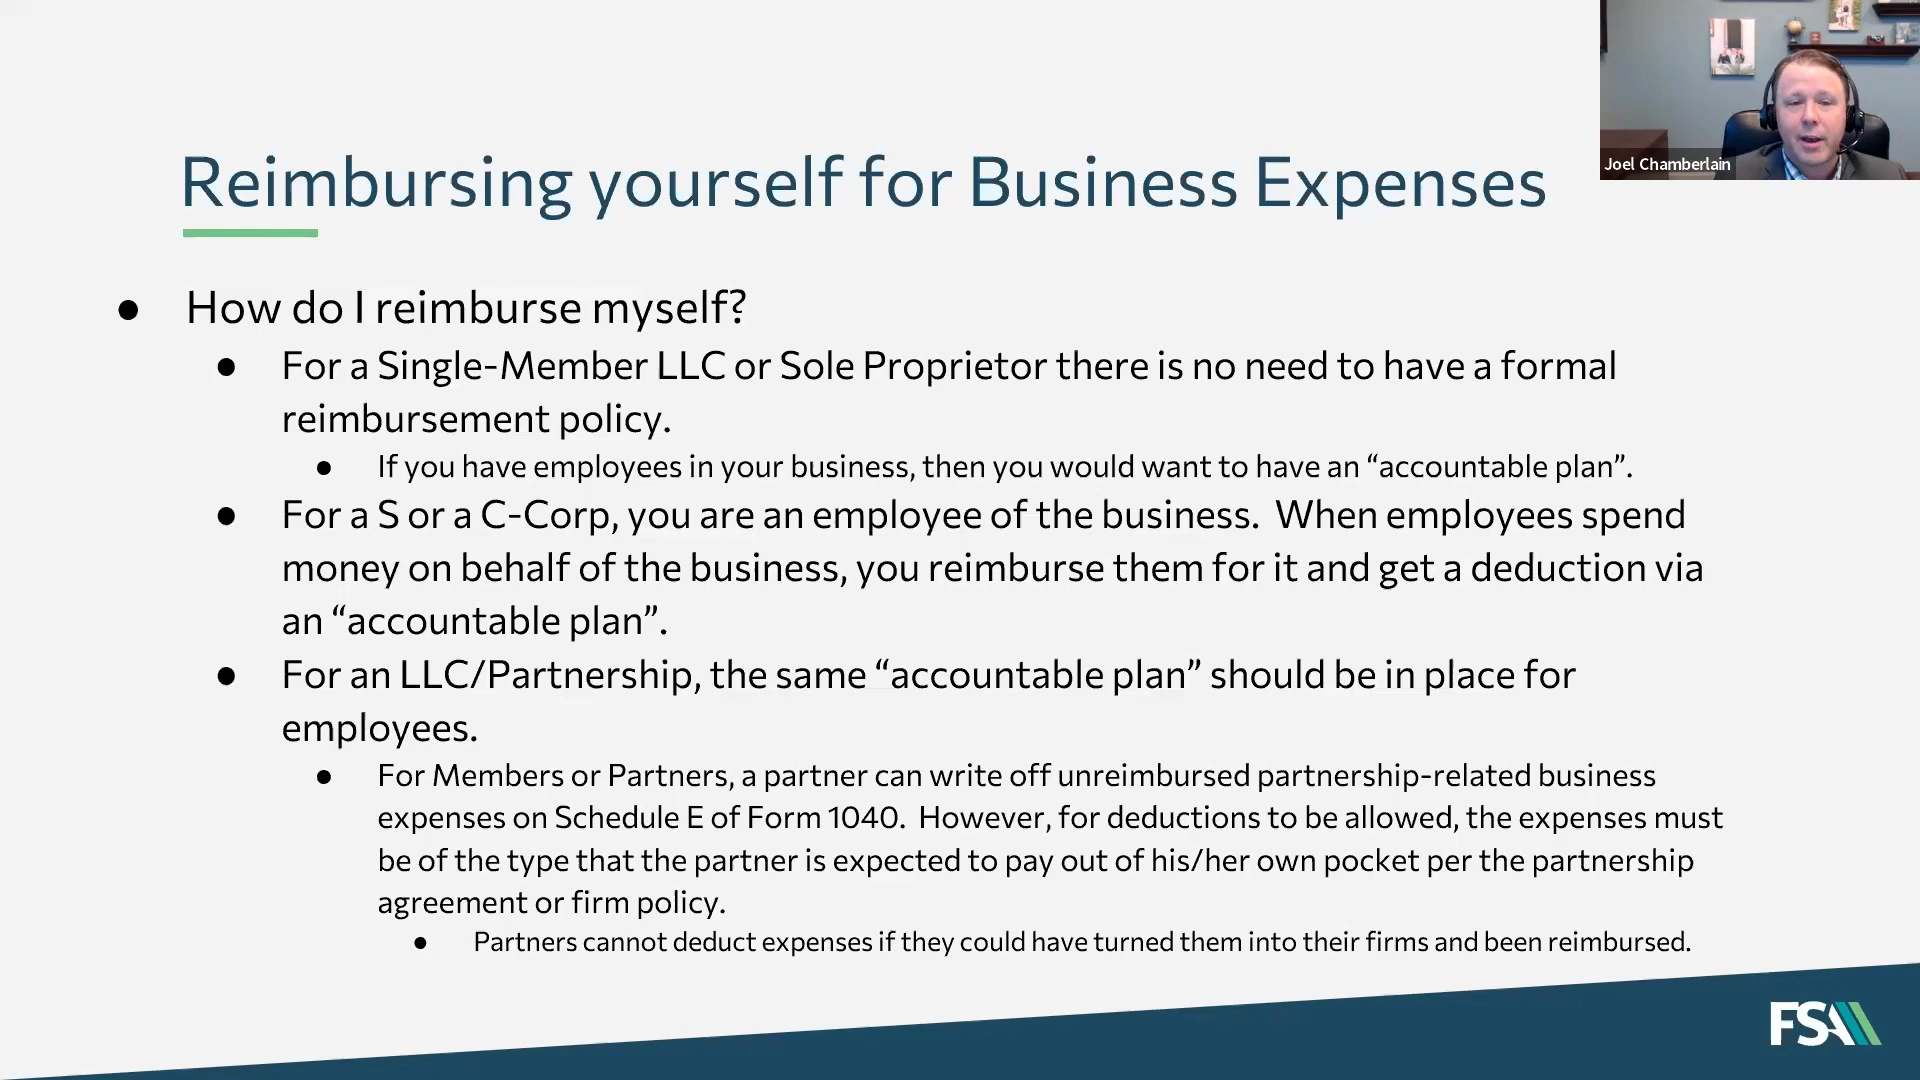 Joel Chamberlain
Reimbursing yourself for Business Expenses
● How do I reimburse myself?
● For a Single-Member LLC or Sole Proprietor there is no need to have a formal
reimbursement policy.
● If you have employees in your business, then you would want to have an “accountable plan”.
● For a S or a C-Corp, you are an employee of the business.  When employees spend
money on behalf of the business, you reimburse them for it and get a deduction via
an “accountable plan”.
● For an LLC/Partnership, the same “accountable plan” should be in place for
employees.
● For Members or Partners, a partner can write off unreimbursed partnership-related business
expenses on Schedule E of Form 1040.  However, for deductions to be allowed, the expenses must
be of the type that the partner is expected to pay out of his/her own pocket per the partnership
agreement or firm policy.
● Partners cannot deduct expenses if they could have turned them into their firms and been reimbursed.
FSA